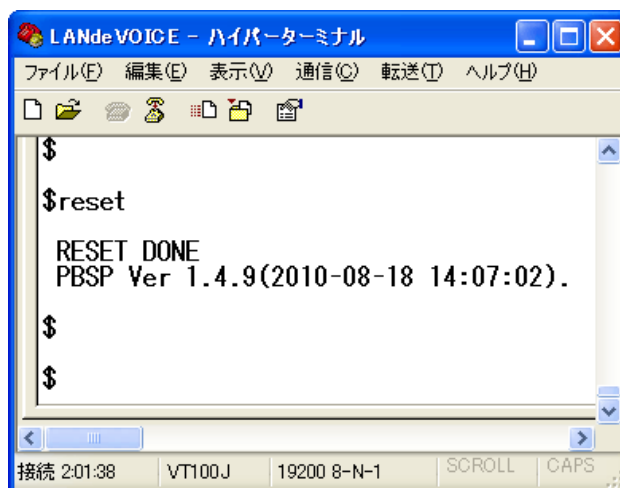 LANdeVOICE - ハイパーターミナル
ファイル(F) 編集(E) 表示(V) 通信(C) 転送(T) ヘルプ(H)
$
$reset
RESET DONE
PBSP Ver 1.4.9(2010-08-18 14:07:02).
$
$
接続 2:01:38 VT100J 19200 8-N-1 SCROLL CAPS